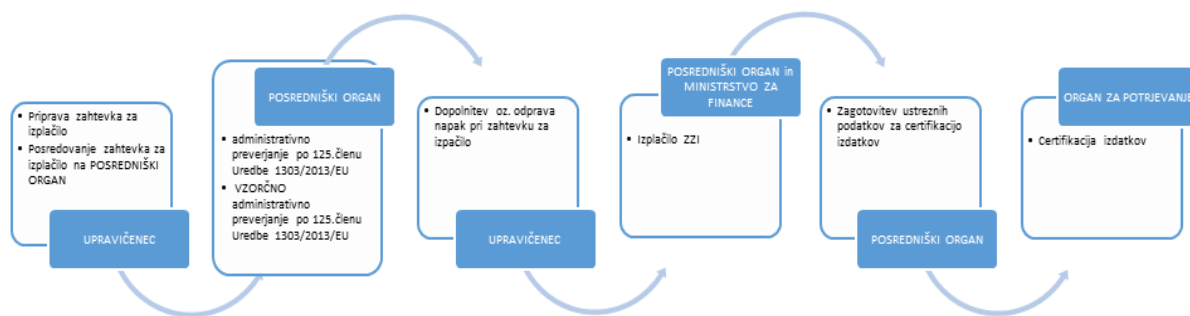 ▪ Priprava zahtevka za
izplačilo
▪ Posredovanje zahtevka za
izplačilo na POSREDNIŠKI
ORGAN
UPRAVIČENEC
POSREDNIŠKI ORGAN
▪ administrativno
preverjanje po 125.členu
Uredbe 1303/2013/EU
▪ VZORČNO
administrativno
preverjanje po 125.členu
Uredbe 1303/2013/EU
▪ Dopolnitev oz. odprava
napak pri zahtevku za
izpačilo
UPRAVIČENEC
POSREDNIŠKI ORGAN in
MINISTRSTVO ZA
FINANCE
▪ Izplačilo ZZI
▪ Zagotovitev ustreznih
podatkov za certifikacijo
izdatkov
POSREDNIŠKI ORGAN
ORGAN ZA POTRJEVANJE
▪ Certifikacija izdatkov